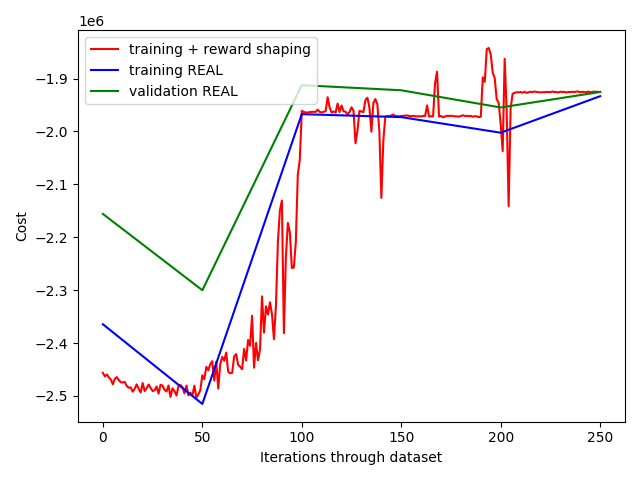 1e6
training + reward shaping
training REAL
validation REAL
−1.9
−2.0
−2.1
−2.2
−2.3
−2.4
−2.5
Cost
0 50 100 150 200 250
Iterations through dataset